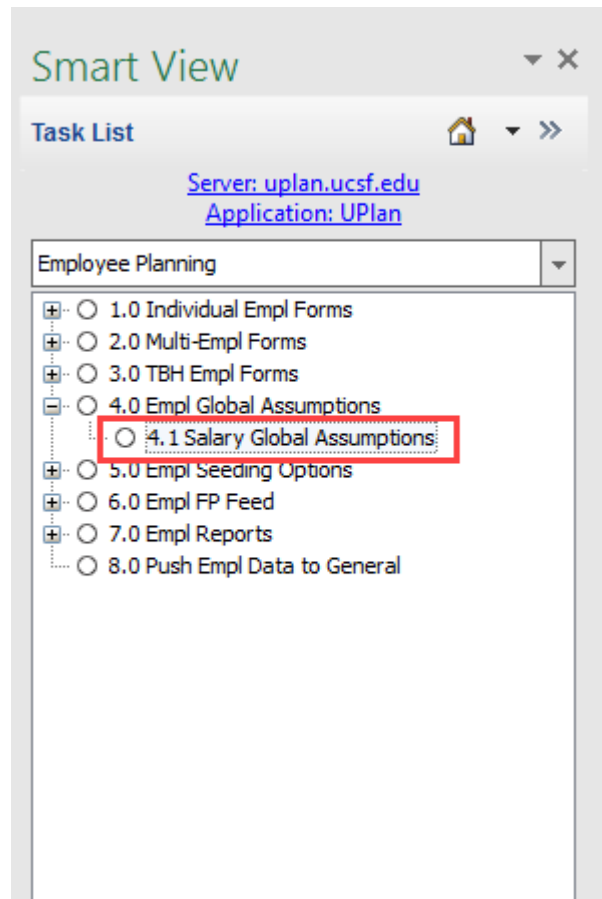 Smart View
Task List
Server: uplan.ucsf.edu
Application: UPlan
Employee Planning
1.0 Individual Empl Forms
2.0 Multi-Empl Forms
3.0 TBH Empl Forms
4.0 Empl Global Assumptions
4.1 Salary Global Assumptions
5.0 Empl Seeding Options
6.0 Empl FP Feed
7.0 Empl Reports
8.0 Push Empl Data to General